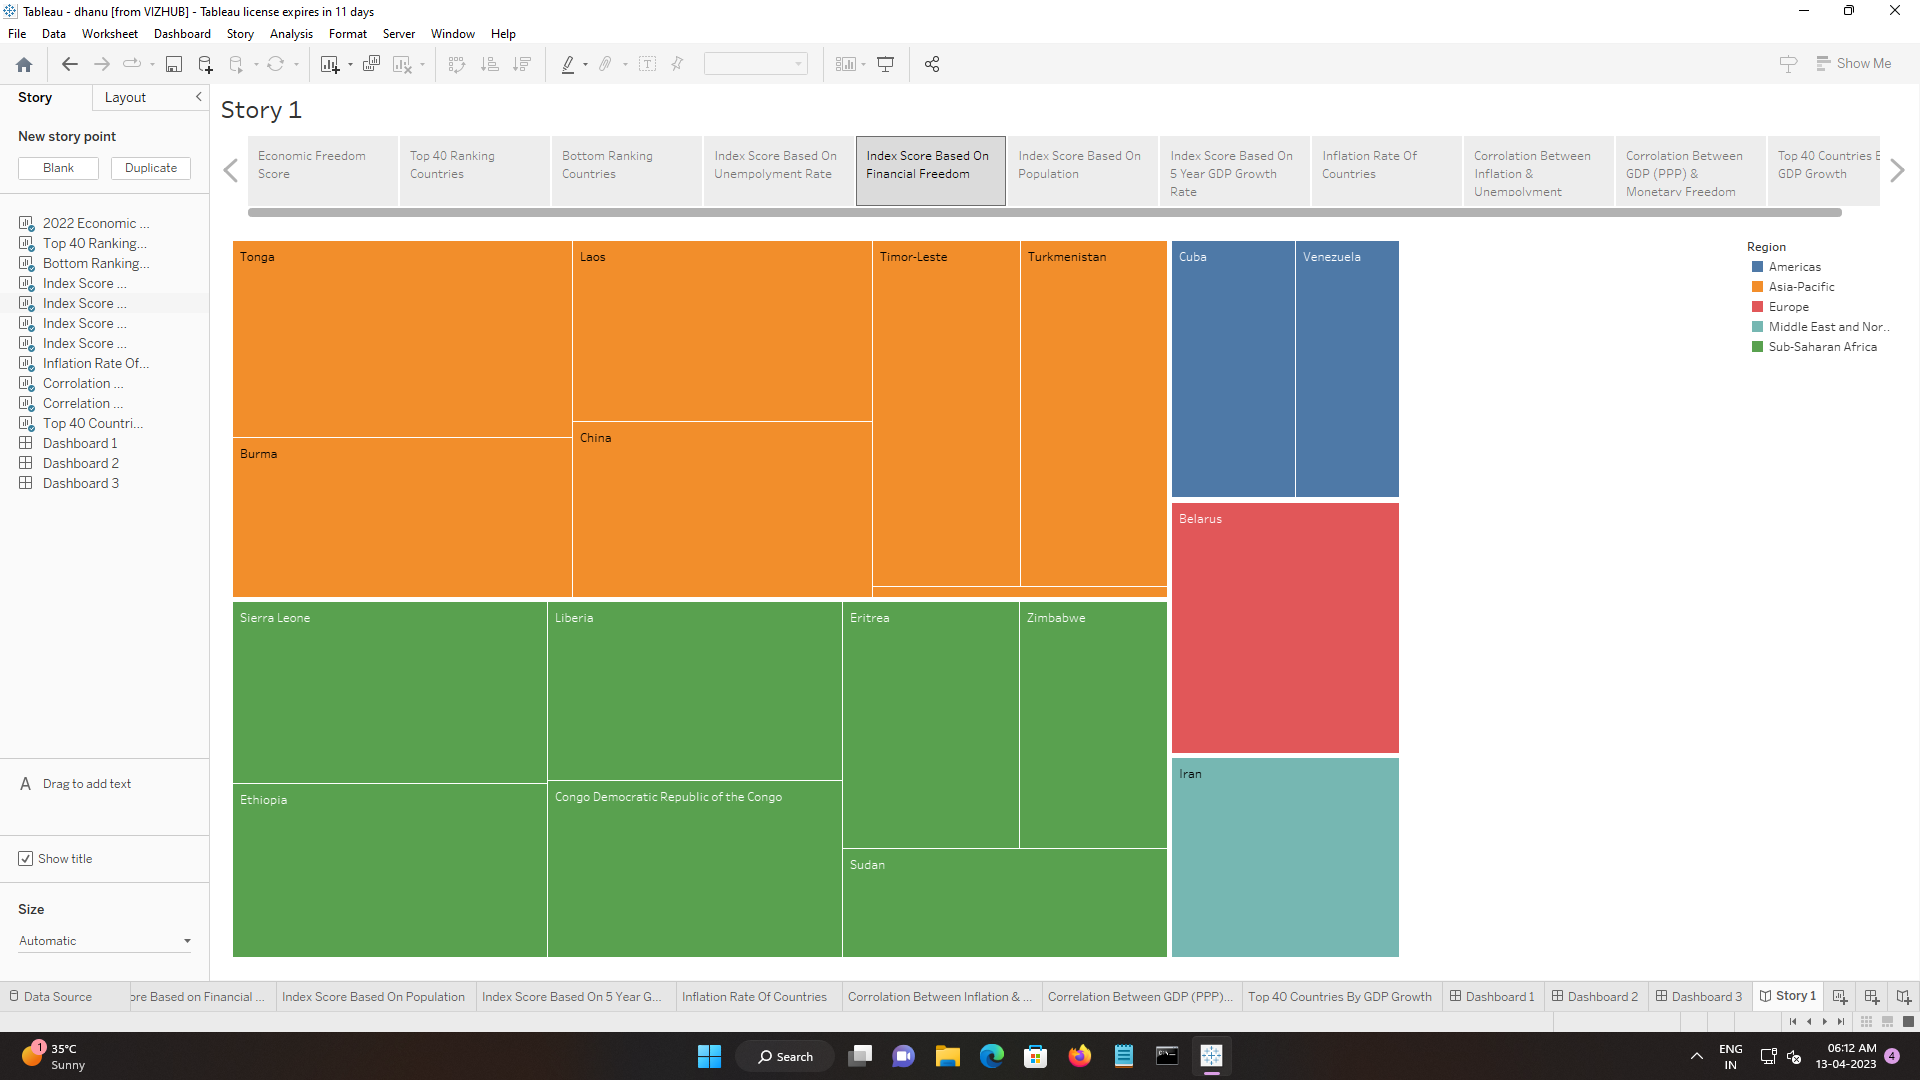 Tableau - dhanu [from VIZHUB] - Tableau license expires in 11 days
File Data Worksheet Dashboard Story Analysis Format Server Window Help
Show Me
Story Layout
New story point
Blank Duplicate
2022 Economic ...
Top 40 Ranking...
Bottom Ranking...
Index Score ...
Index Score ...
Index Score ...
Index Score ...
Inflation Rate Of...
Corrolation ...
Correlation ...
Top 40 Countri...
Dashboard 1
Dashboard 2
Dashboard 3
A Drag to add text
Show title
Size
Automatic
Story 1
Economic Freedom
Score
Top 40 Ranking
Countries
Bottom Ranking
Countries
Index Score Based On
Unempolyment Rate
Index Score Based On
Financial Freedom
Index Score Based On
Population
Index Score Based On
5 Year GDP Growth
Rate
Inflation Rate Of
Countries
Corrolation Between
Inflation &
Unempolyment
Corrolation Between
GDP (PPP) &
Monetary Freedom
Top 40 Countries
GDP Growth
Tonga
Laos
Timor-Leste
Turkmenistan
Burma
China
Cuba
Venezuela
Belarus
Iran
Sierra Leone
Liberia
Eritrea
Zimbabwe
Ethiopia
Congo Democratic Republic of the Congo
Sudan
Region
Americas
Asia-Pacific
Europe
Middle East and Nor..
Sub-Saharan Africa
Data Source
ore Based on Financial ...
Index Score Based On Population
Index Score Based On 5 Year G...
Inflation Rate Of Countries
Corrolation Between Inflation & ...
Correlation Between GDP (PPP)...
Top 40 Countries By GDP Growth
Dashboard 1
Dashboard 2
Dashboard 3
Story 1
1
35°C
Sunny
Search
ENG
IN
06:12 AM
13-04-2023
4